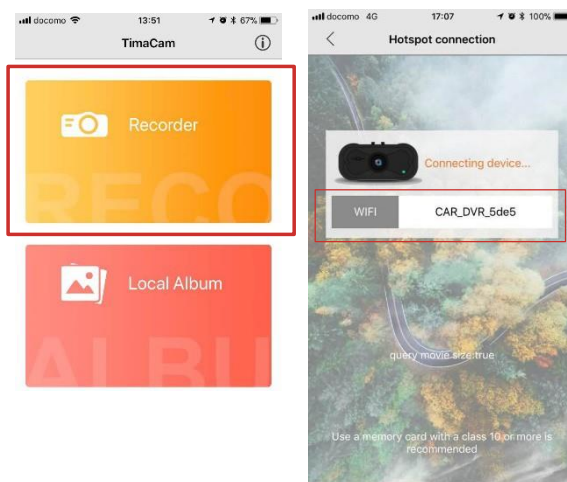 docomo 13:51 67%
TimaCam
Recorder
RECO
Local Album
ALBU
docomo 4G 17:07 100%
Hotspot connection
Connecting device...
WIFI CAR_DVR_5de5
query movie size:true
Use a memory card with a class 10 or more is
recommended